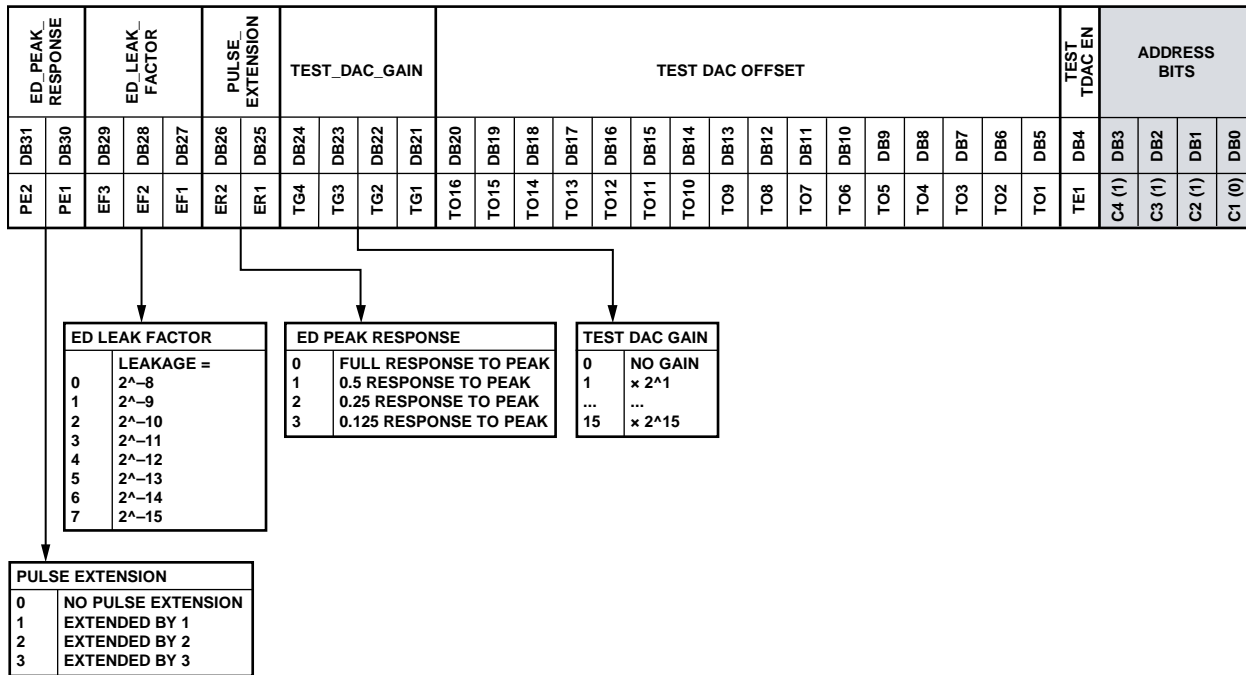 ED_PEAK_
RESPONSE
ED_LEAK_
FACTOR
PULSE_
EXTENSION
TEST_DAC_GAIN
TEST DAC OFFSET
TEST_
TDAC EN
ADDRESS
BITS
DB31 DB30 DB29 DB28 DB27 DB26 DB25 DB24 DB23 DB22 DB21 DB20 DB19 DB18 DB17 DB16 DB15 DB14 DB13 DB12 DB11 DB10 DB9 DB8 DB7 DB6 DB5 DB4 DB3 DB2 DB1 DB0
PE2 PE1 EF3 EF2 EF1 ER2 ER1 TG4 TG3 TG2 TG1 TO16 TO15 TO14 TO13 TO12 TO11 TO10 TO9 TO8 TO7 TO6 TO5 TO4 TO3 TO2 TO1 TE1 C4 (1) C3 (1) C2 (1) C1 (0)
ED LEAK FACTOR
LEAKAGE =
0 2^–8
1 2^–9
2 2^–10
3 2^–11
4 2^–12
5 2^–13
6 2^–14
7 2^–15
ED PEAK RESPONSE
0 FULL RESPONSE TO PEAK
1 0.5 RESPONSE TO PEAK
2 0.25 RESPONSE TO PEAK
3 0.125 RESPONSE TO PEAK
TEST DAC GAIN
0 NO GAIN
1 × 2^1
... ...
15 × 2^15
PULSE EXTENSION
0 NO PULSE EXTENSION
1 EXTENDED BY 1
2 EXTENDED BY 2
3 EXTENDED BY 3